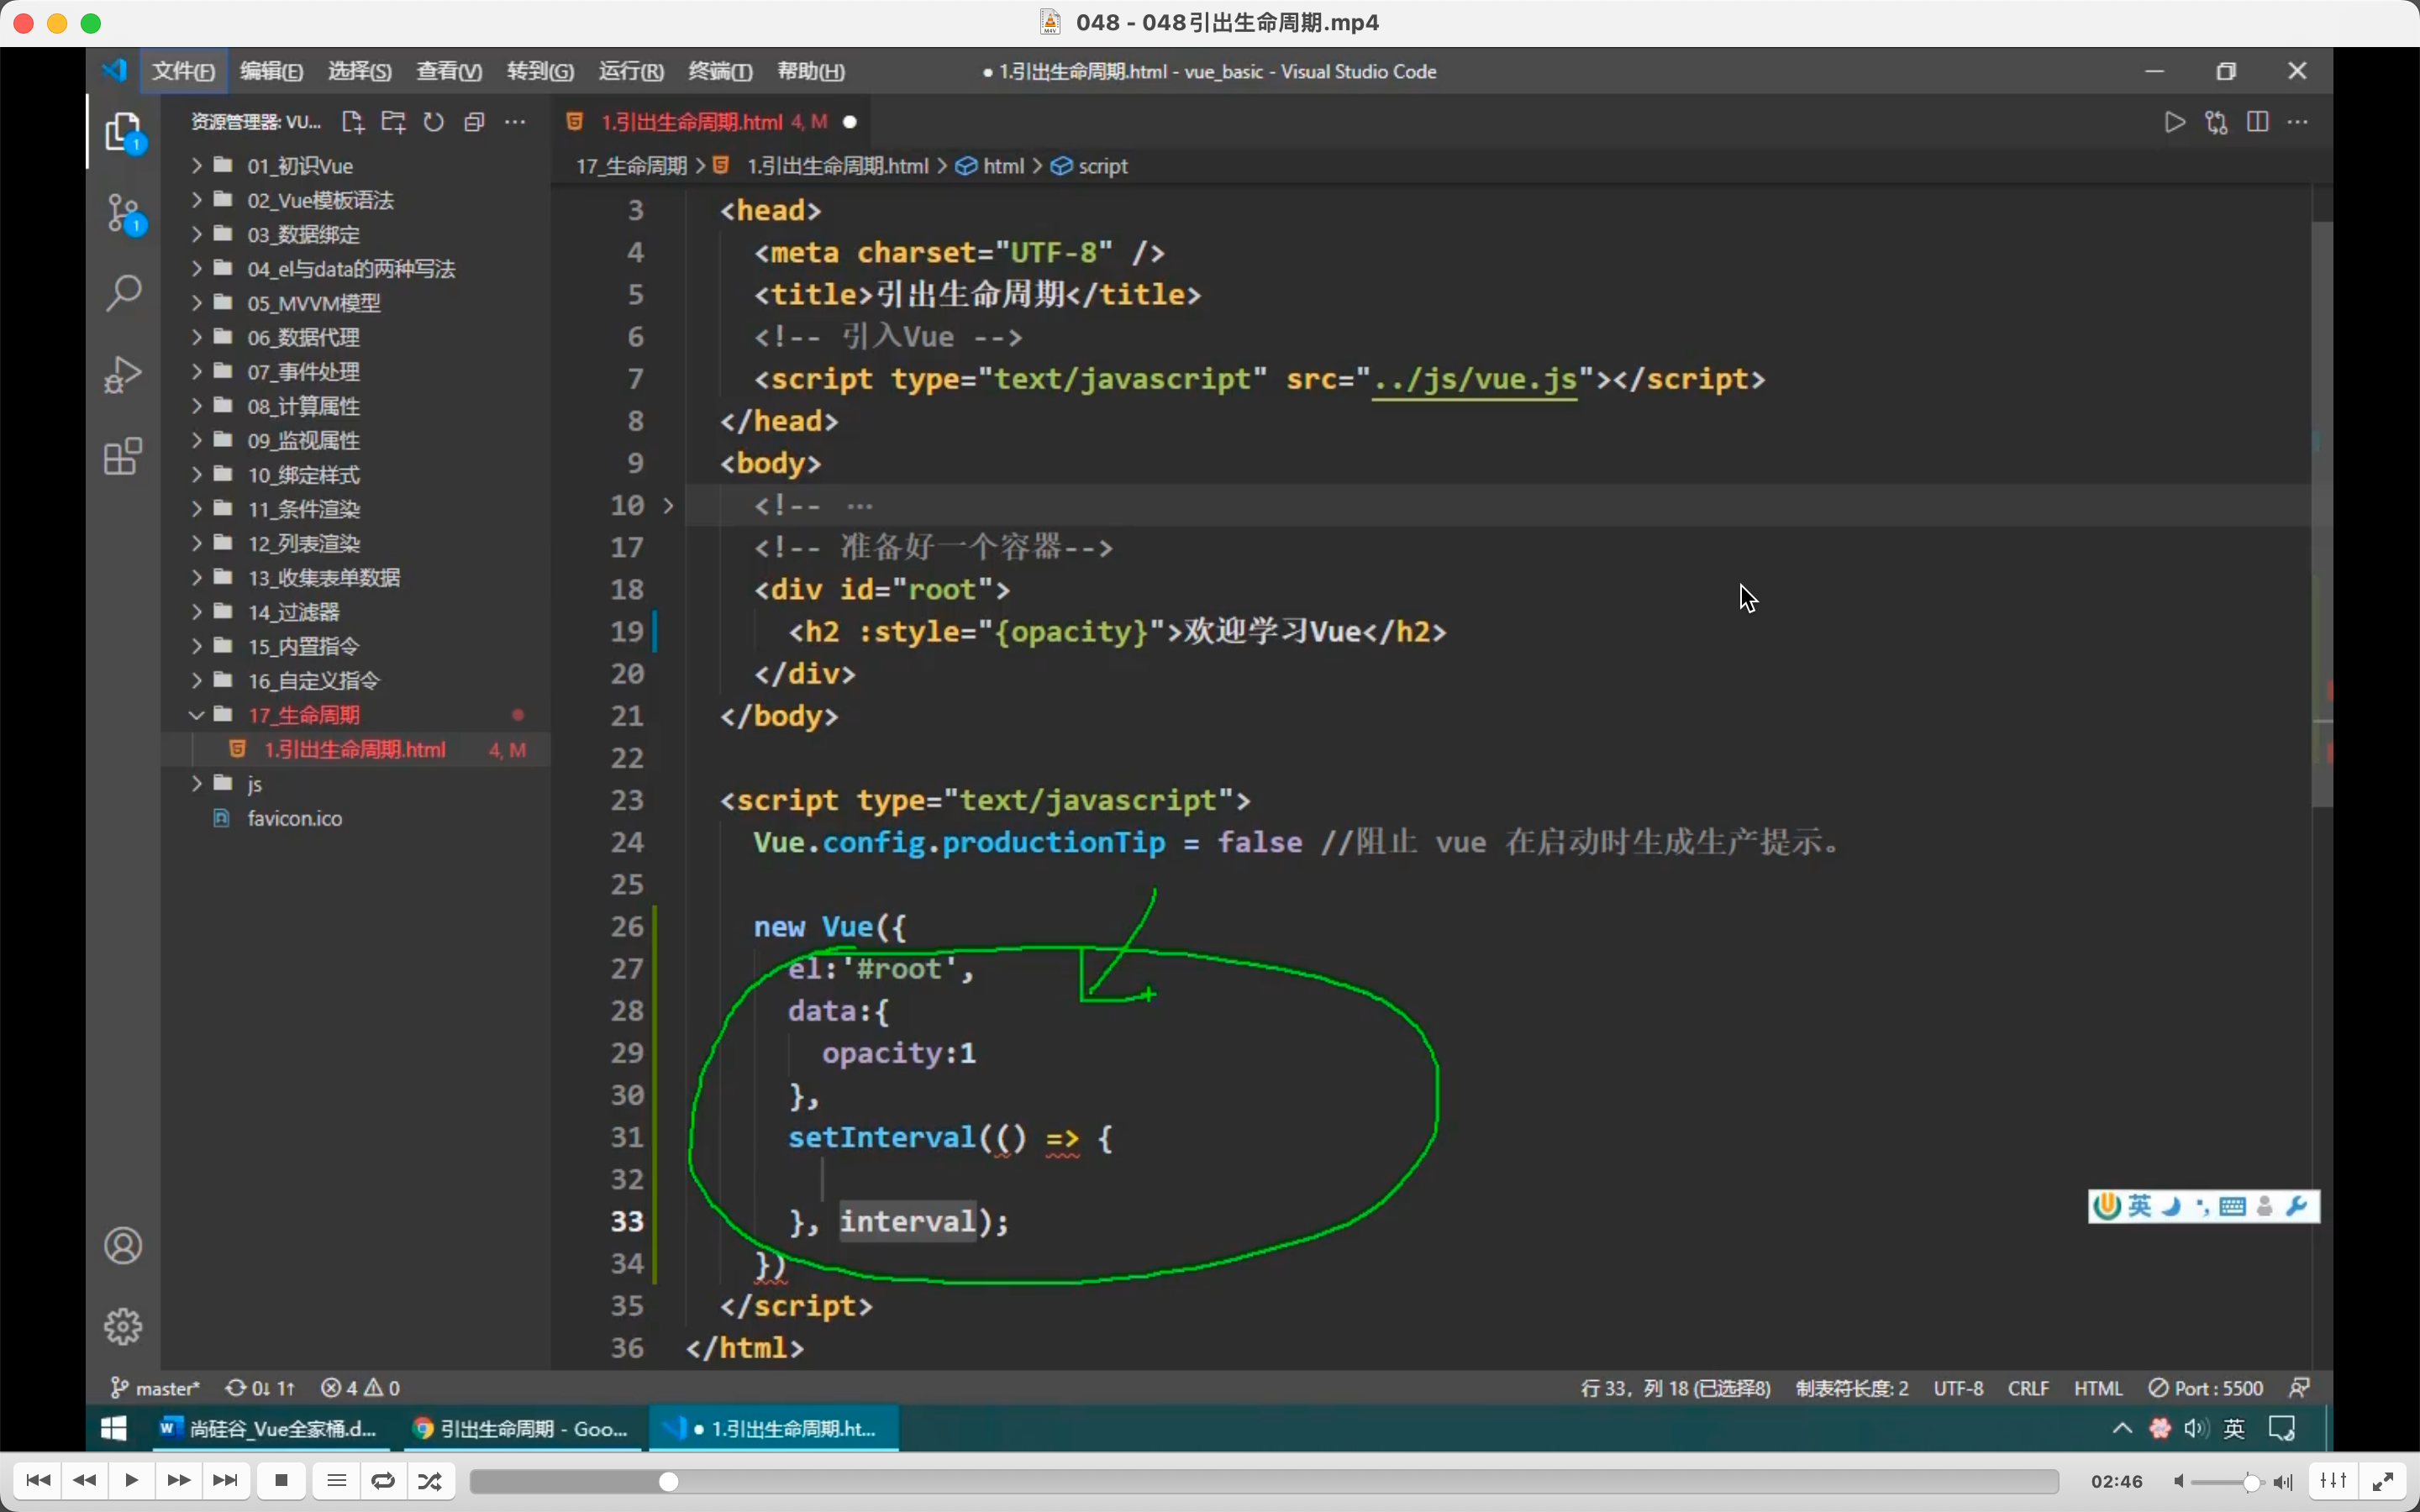 048 - 048引出生命周期.mp4
文件(F) 编辑(E) 选择(S) 查看(V) 转到(G) 运行(R) 终端(T) 帮助(H) ● 1.引出生命周期.html - vue_basic - Visual Studio Code
资源管理器: VU...
1.引出生命周期.html 4, M
17_生命周期 > 1.引出生命周期.html > html > script
1
1
01_初识Vue
02_Vue模板语法
03_数据绑定
04_el与data的两种写法
05_MVVM模型
06_数据代理
07_事件处理
08_计算属性
09_监视属性
10_绑定样式
11_条件渲染
12_列表渲染
13_收集表单数据
14_过滤器
15_内置指令
16_自定义指令
17_生命周期
1.引出生命周期.html 4, M
js
favicon.ico
3 <head>
4 <meta charset="UTF-8" />
5 <title>引出生命周期</title>
6 <!-- 引入Vue -->
7 <script type="text/javascript" src="../js/vue.js"></script>
8 </head>
9 <body>
10 <!-- ···
17 <!-- 准备好一个容器-->
18 <div id="root">
19 <h2 :style="{opacity}">欢迎学习Vue</h2>
20 </div>
21 </body>
22
23 <script type="text/javascript">
24 Vue.config.productionTip = false //阻止 vue 在启动时生成生产提示。
25
26 new Vue({
27 el:'#root',
28 data:{
29 opacity:1
30 },
31 setInterval(() => {
32
33 }, interval);
34 })
35 </script>
36 </html>
英
master* 0↓ 1↑ 4 0 行 33，列 18 (已选择8) 制表符长度: 2 UTF-8 CRLF HTML Port : 5500
尚硅谷_Vue全家桶.d... 引出生命周期 - Goo... ● 1.引出生命周期.ht... 英
02:46